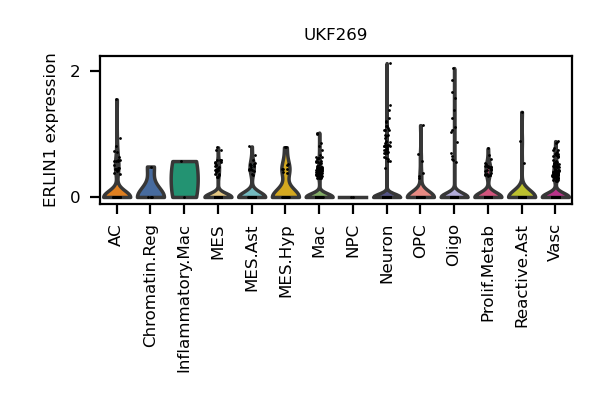 UKF269
ERLIN1 expression
2
0
AC
Chromatin.Reg
Inflammatory.Mac
MES
MES.Ast
MES.Hyp
Mac
NPC
Neuron
OPC
Oligo
Prolif.Metab
Reactive.Ast
Vasc